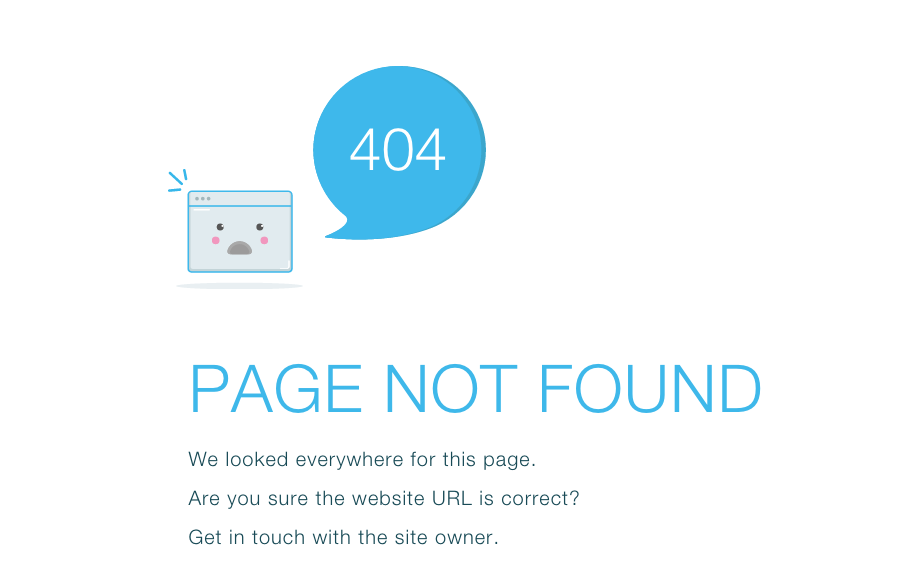 404
PAGE NOT FOUND
We looked everywhere for this page.
Are you sure the website URL is correct?
Get in touch with the site owner.